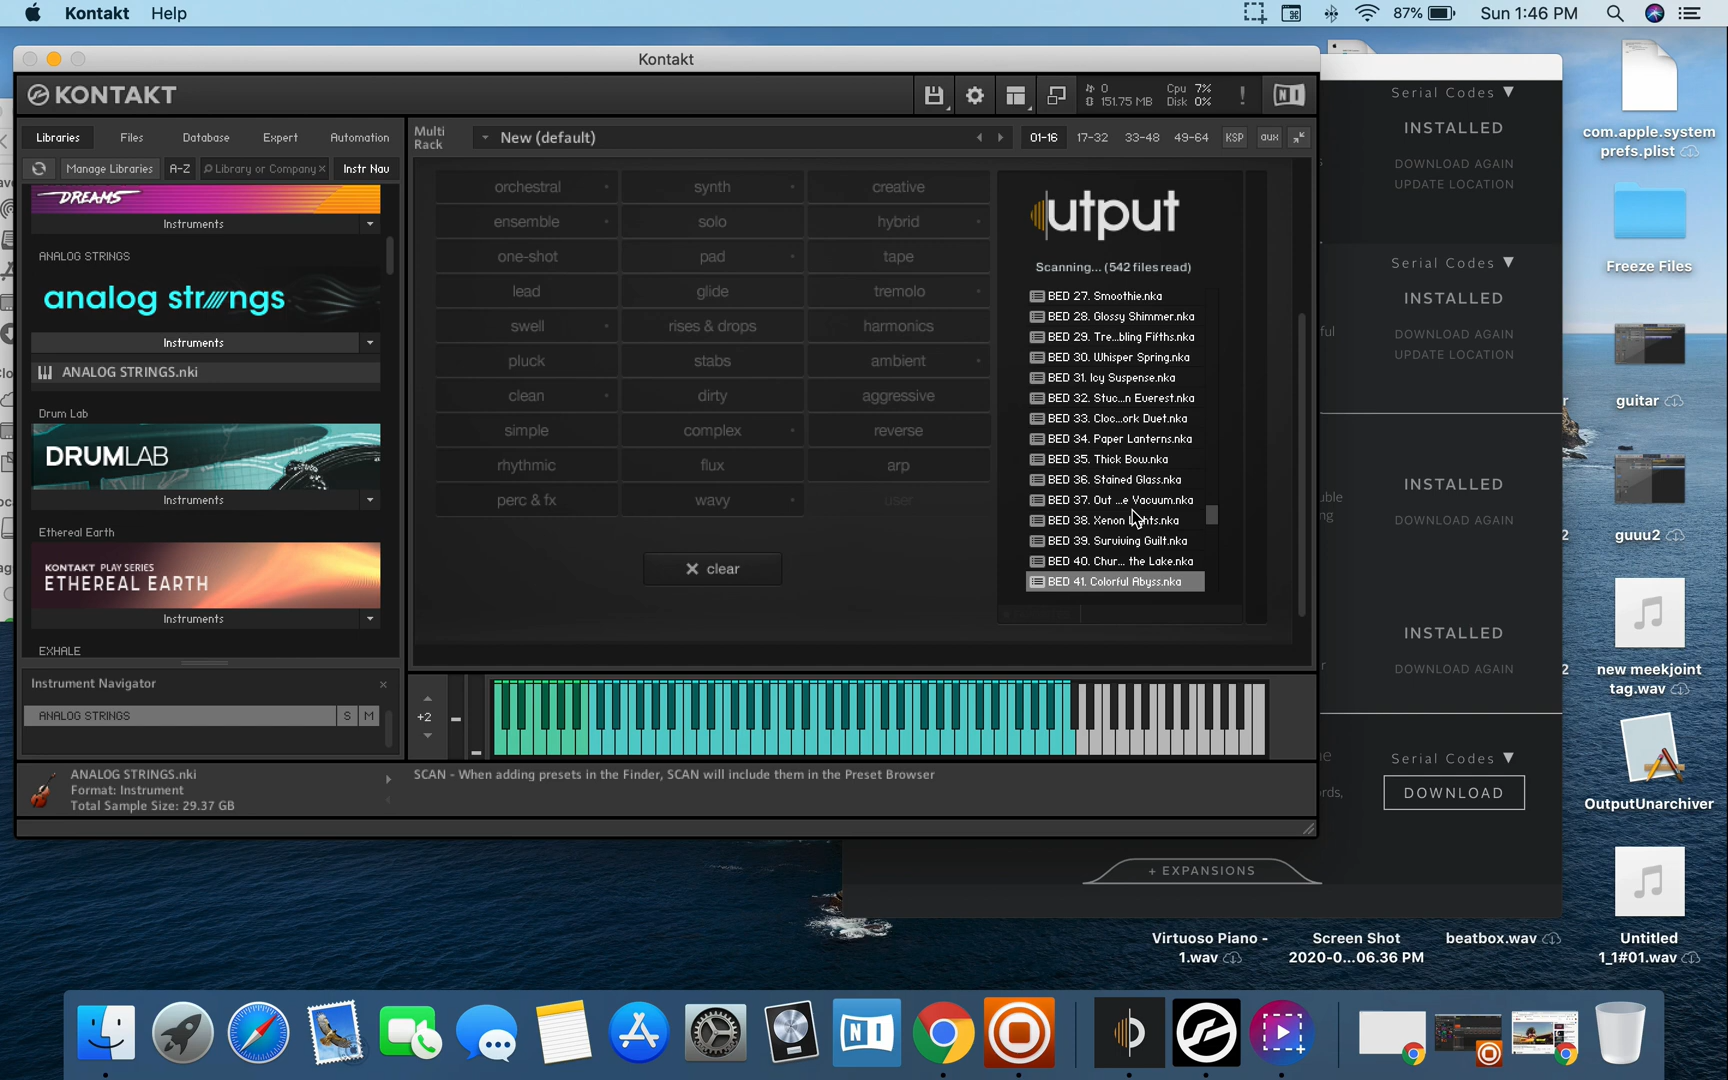 Kontakt Help
87% Sun 1:46 PM
Kontakt
KONTAKT
0
151.75 MB
Cpu 7%
Disk 0%
!
NI
Libraries Files Database Expert Automation
Multi
Rack
New (default)
01-16 17-32 33-48 49-64 KSP aux
Manage Libraries A-Z Library or Company Instr Nav
DREAMS
Instruments
ANALOG STRINGS
analog strings
Instruments
ANALOG STRINGS.nki
Drum Lab
DRUMLAB
Instruments
Ethereal Earth
KONTAKT PLAY SERIES
ETHEREAL EARTH
Instruments
EXHALE
orchestral synth creative
ensemble solo hybrid
one-shot pad tape
lead glide tremolo
swell rises & drops harmonics
pluck stabs ambient
clean dirty aggressive
simple complex reverse
rhythmic flux arp
perc & fx wavy user
clear
output
Scanning... (542 files read)
BED 27. Smoothie.nka
BED 28. Glossy Shimmer.nka
BED 29. Tre...bling Fifths.nka
BED 30. Whisper Spring.nka
BED 31. Icy Suspense.nka
BED 32. Stuc...n Everest.nka
BED 33. Cloc...ork Duet.nka
BED 34. Paper Lanterns.nka
BED 35. Thick Bow.nka
BED 36. Stained Glass.nka
BED 37. Out ...e Vacuum.nka
BED 38. Xenon Lights.nka
BED 39. Surviving Guilt.nka
BED 40. Chur... the Lake.nka
BED 41. Colorful Abyss.nka
Instrument Navigator
ANALOG STRINGS S M
+2
ANALOG STRINGS.nki
Format: Instrument
Total Sample Size: 29.37 GB
SCAN - When adding presets in the Finder, SCAN will include them in the Preset Browser
Serial Codes
INSTALLED
DOWNLOAD AGAIN
UPDATE LOCATION
Serial Codes
INSTALLED
DOWNLOAD AGAIN
UPDATE LOCATION
INSTALLED
DOWNLOAD AGAIN
INSTALLED
DOWNLOAD AGAIN
Serial Codes
DOWNLOAD
+ EXPANSIONS
com.apple.system
prefs.plist
Freeze Files
guitar
guuu2
new meekjoint
tag.wav
OutputUnarchiver
Virtuoso Piano -
1.wav
Screen Shot
2020-0...06.36 PM
beatbox.wav
Untitled
1_1#01.wav
NI